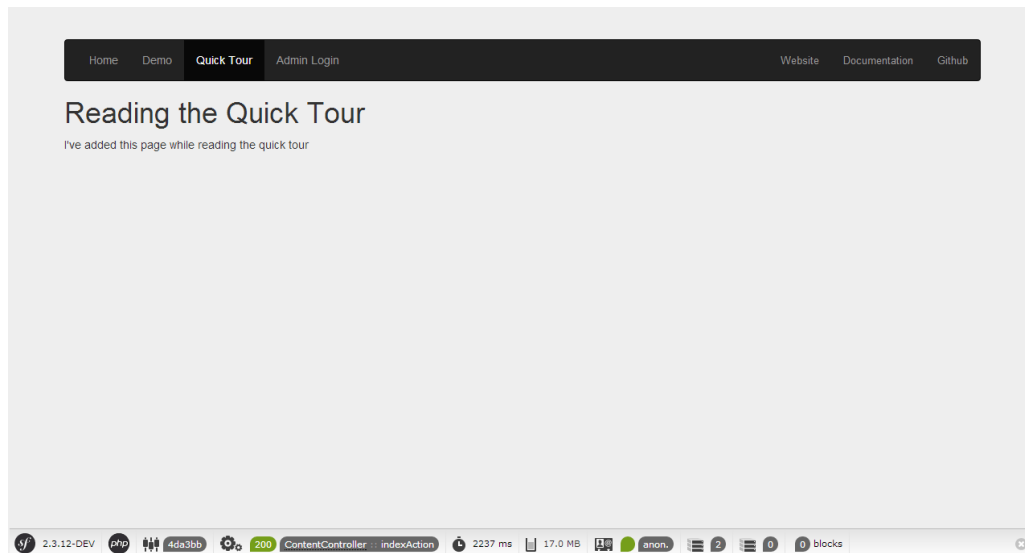 Home Demo Quick Tour Admin Login Website Documentation Github
Reading the Quick Tour
I've added this page while reading the quick tour
sf 2.3.12-DEV php 4da3bb 200 ContentController :: indexAction 2237 ms 17.0 MB anon. 2 0 0 blocks